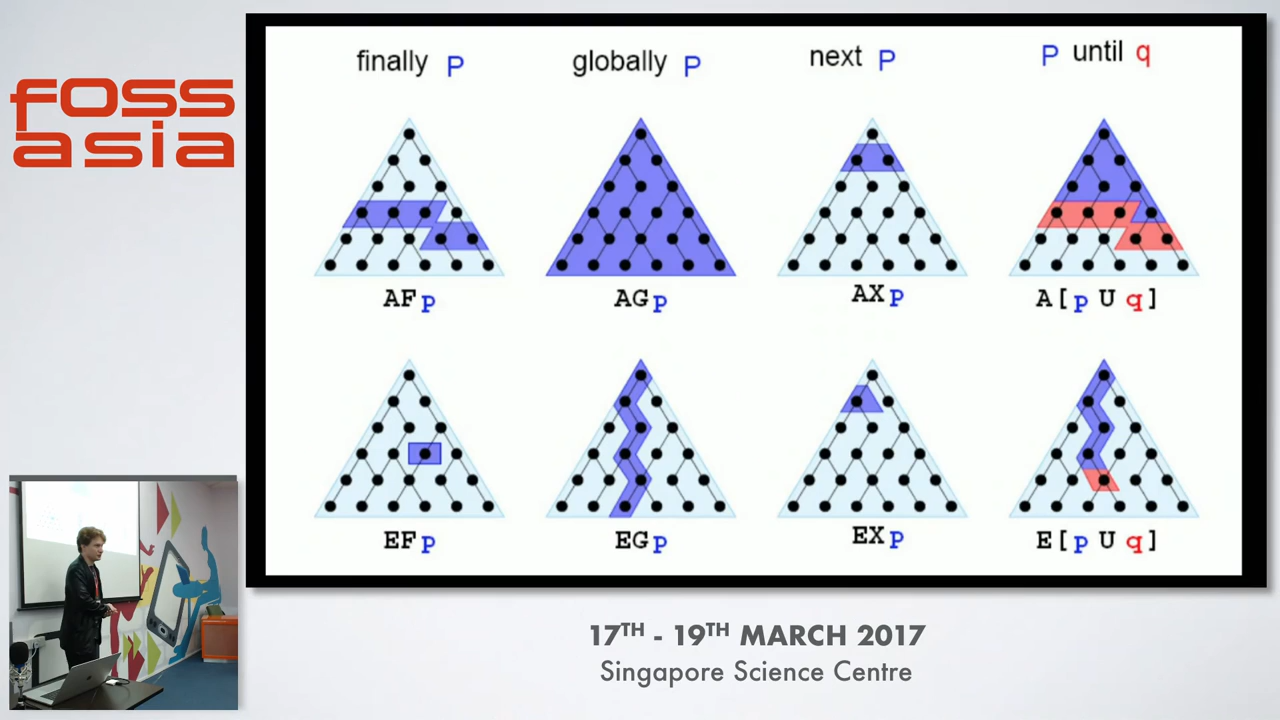 foss
asia
finally p
globally p
next p
p until q
AF p
AG p
AX p
A[ p U q ]
EF p
EG p
EX p
E[ p U q ]
17TH - 19TH MARCH 2017
Singapore Science Centre